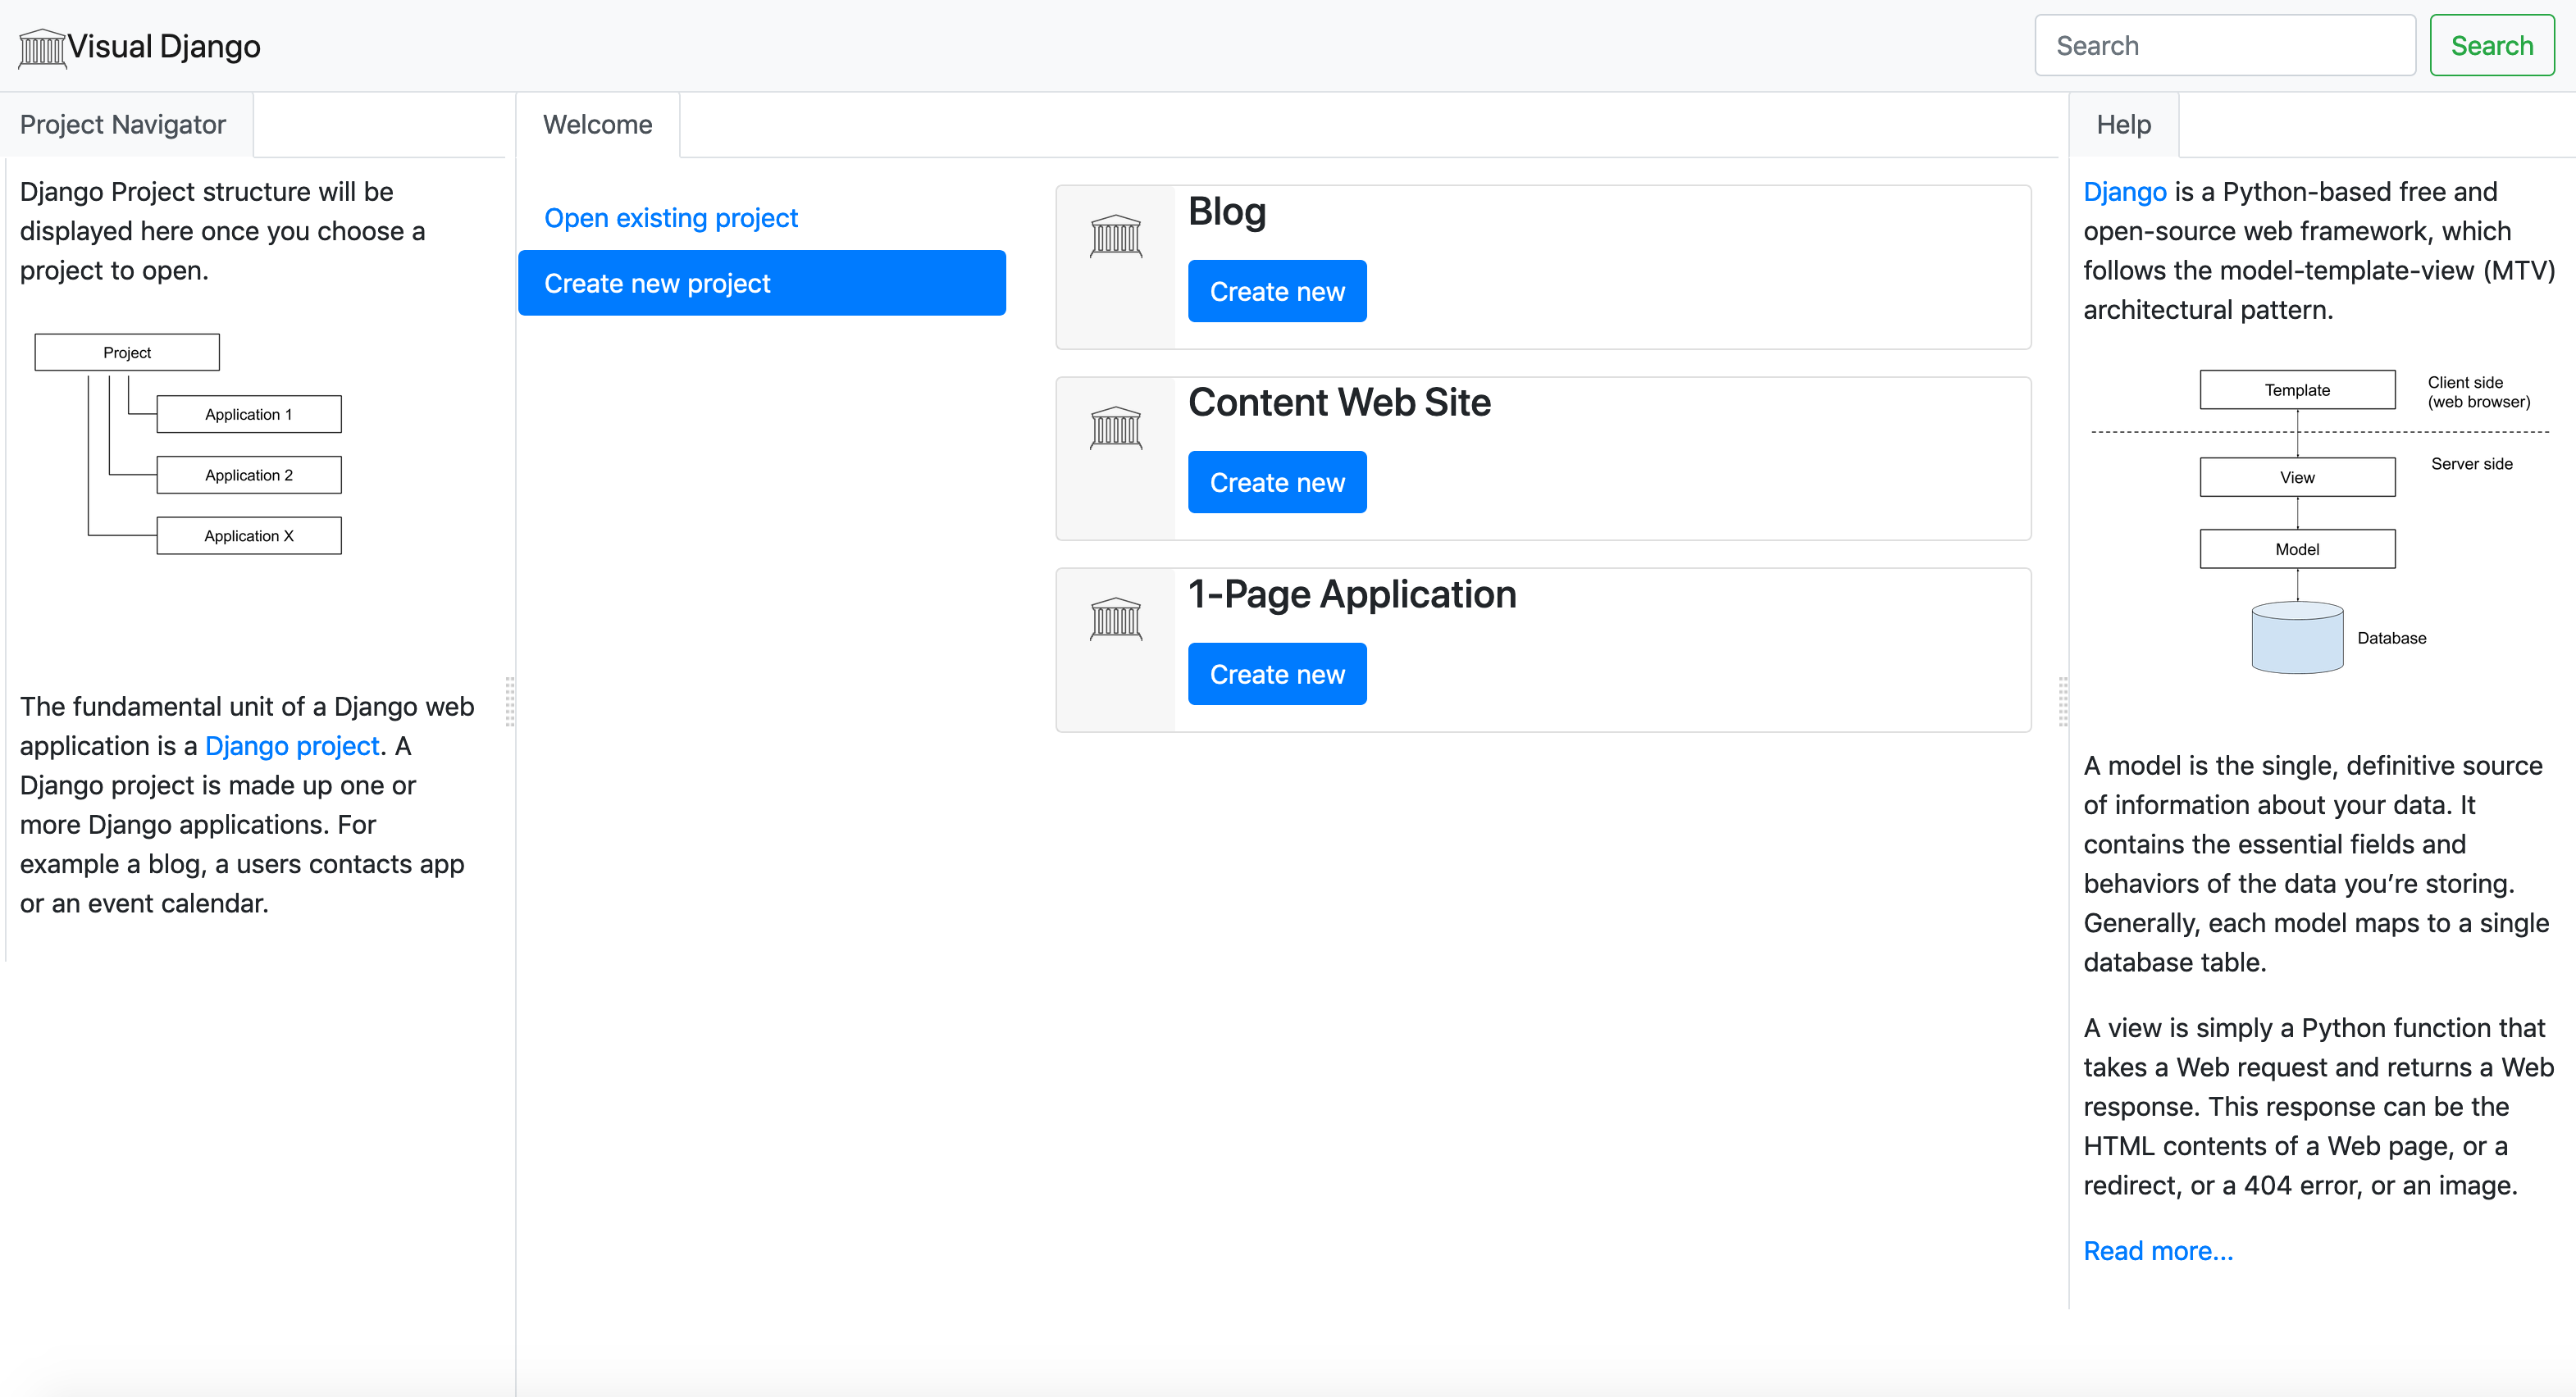 Visual Django
Search
Search
Project Navigator
Django Project structure will be
displayed here once you choose a
project to open.
Project
Application 1
Application 2
Application X
The fundamental unit of a Django web
application is a Django project. A
Django project is made up one or
more Django applications. For
example a blog, a users contacts app
or an event calendar.
Welcome
Open existing project
Create new project
Blog
Create new
Content Web Site
Create new
1-Page Application
Create new
Help
Django is a Python-based free and
open-source web framework, which
follows the model-template-view (MTV)
architectural pattern.
Template
Client side
(web browser)
Server side
View
Model
Database
A model is the single, definitive source
of information about your data. It
contains the essential fields and
behaviors of the data you’re storing.
Generally, each model maps to a single
database table.
A view is simply a Python function that
takes a Web request and returns a Web
response. This response can be the
HTML contents of a Web page, or a
redirect, or a 404 error, or an image.
Read more...